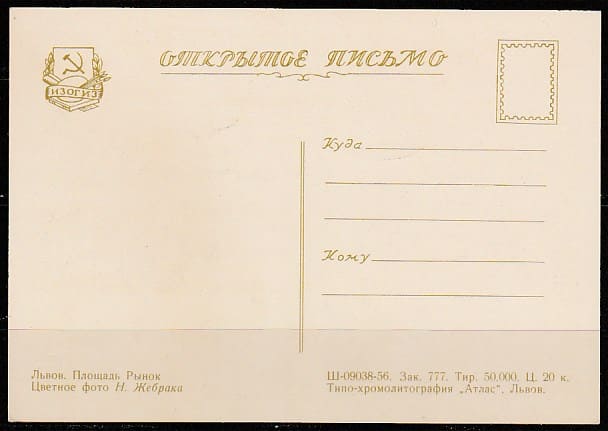 ОТКРЫТОЕ ПИСЬМО
ИЗОГИЗ
Куда
Кому
Львов. Площадь Рынок
Цветное фото Н. Жебрака
Ш-09038-56. Зак. 777. Тир. 50.000. Ц. 20 к.
Типо-хромолитография „Атлас“. Львов.